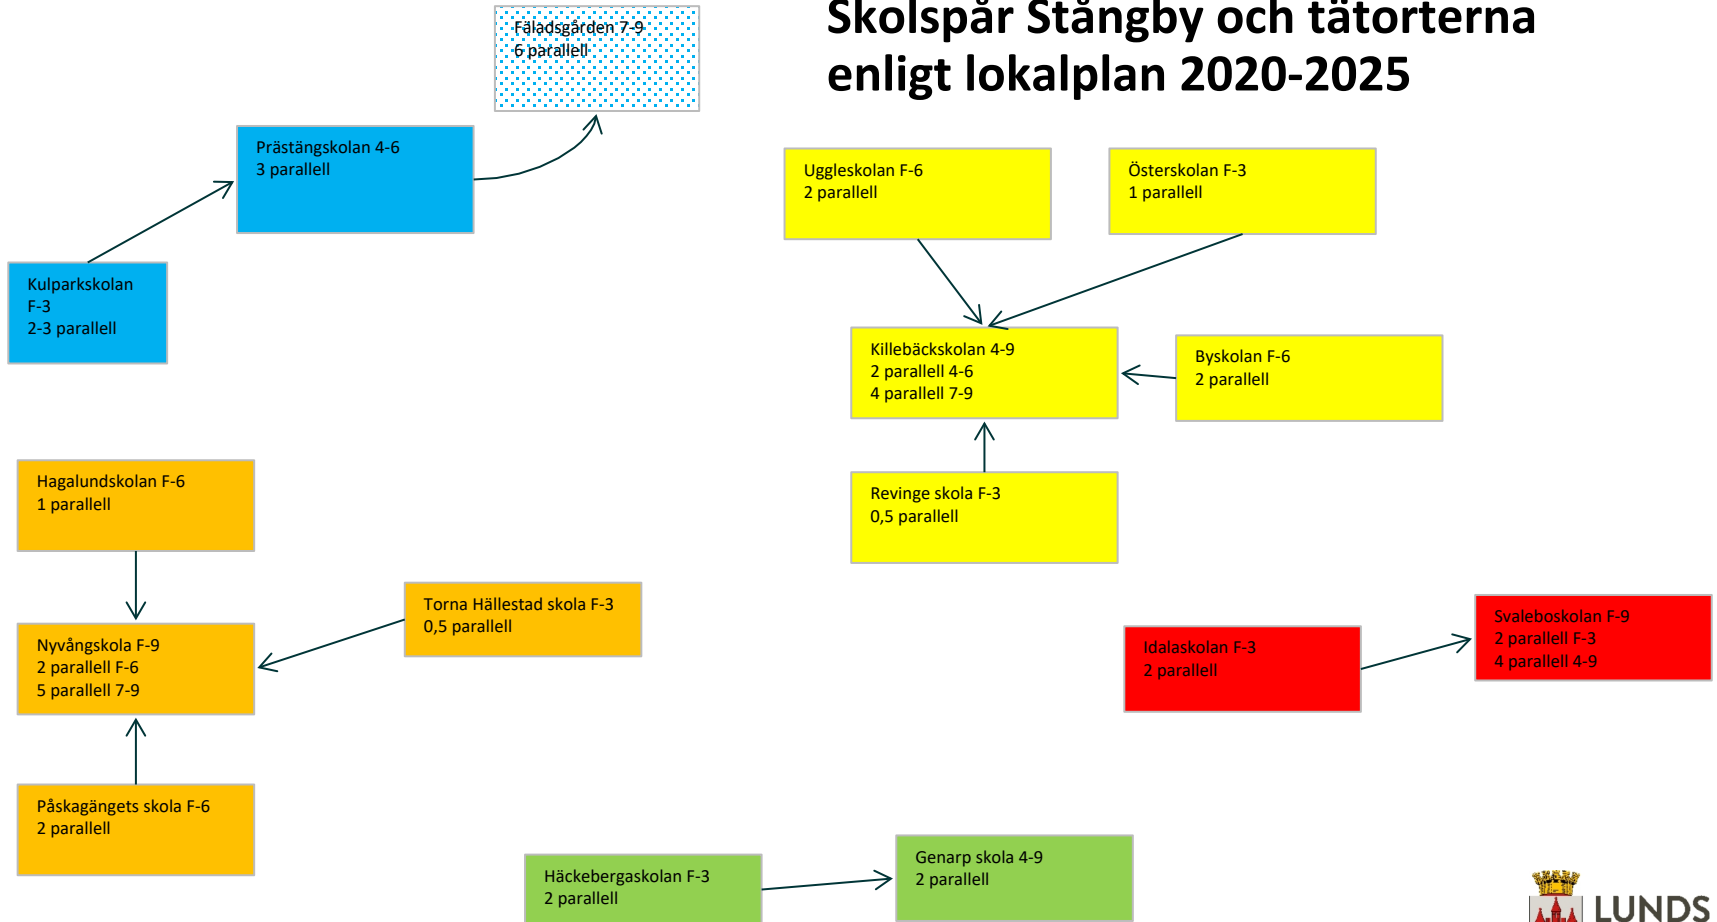 Skolspår Stångby och tätorterna
enligt lokalplan 2020-2025
Fäladsgården 7-9
6 parallell
Prästängskolan 4-6
3 parallell
Kulparkskolan
F-3
2-3 parallell
Uggleskolan F-6
2 parallell
Österskolan F-3
1 parallell
Killebäckskolan 4-9
2 parallell 4-6
4 parallell 7-9
Byskolan F-6
2 parallell
Revinge skola F-3
0,5 parallell
Hagalundskolan F-6
1 parallell
Torna Hällestad skola F-3
0,5 parallell
Nyvångskola F-9
2 parallell F-6
5 parallell 7-9
Påskagängets skola F-6
2 parallell
Idalaskolan F-3
2 parallell
Svaleboskolan F-9
2 parallell F-3
4 parallell 4-9
Häckebergaskolan F-3
2 parallell
Genarp skola 4-9
2 parallell
LUNDS